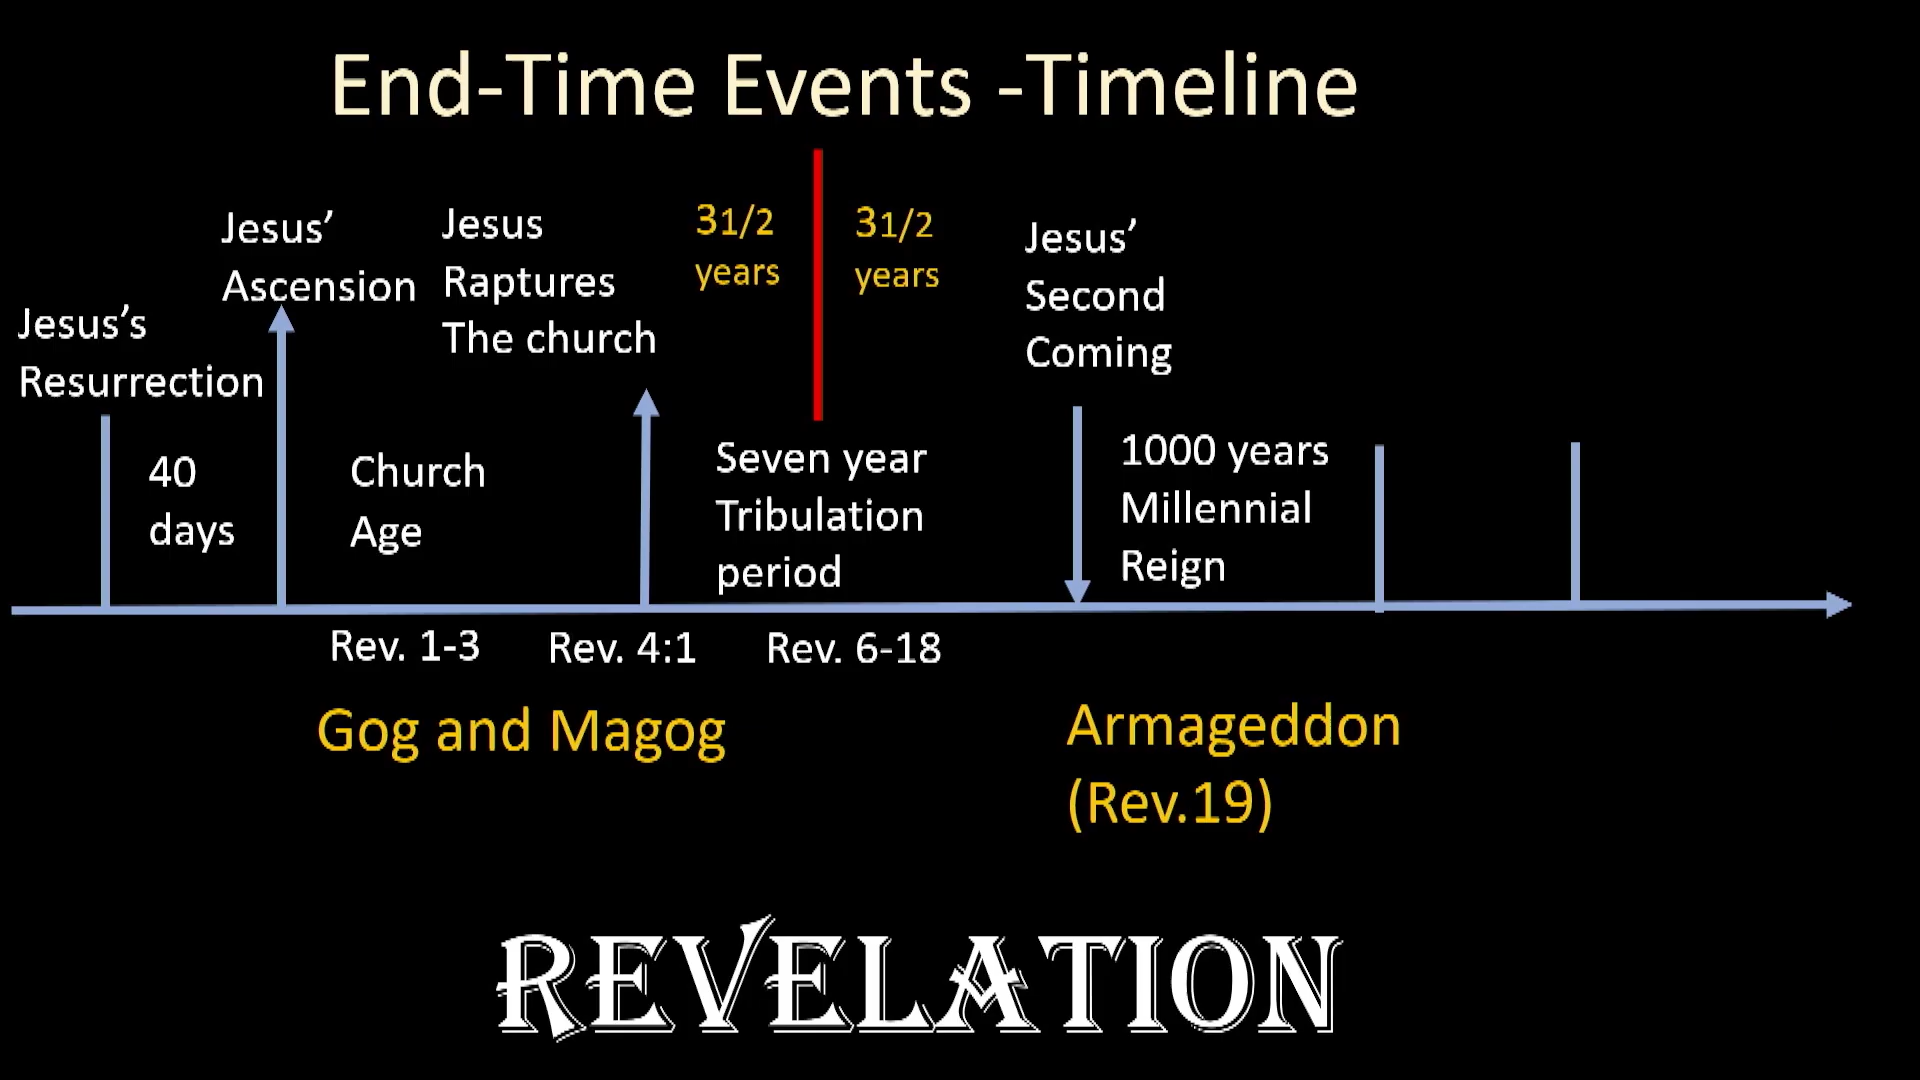 End-Time Events -Timeline
Jesus's
Resurrection
40
days
Jesus'
Ascension
Church
Age
Jesus
Raptures
The church
31/2
years
31/2
years
Seven year
Tribulation
period
Jesus'
Second
Coming
1000 years
Millennial
Reign
Rev. 1-3
Rev. 4:1
Rev. 6-18
Gog and Magog
Armageddon
(Rev.19)
REVELATION